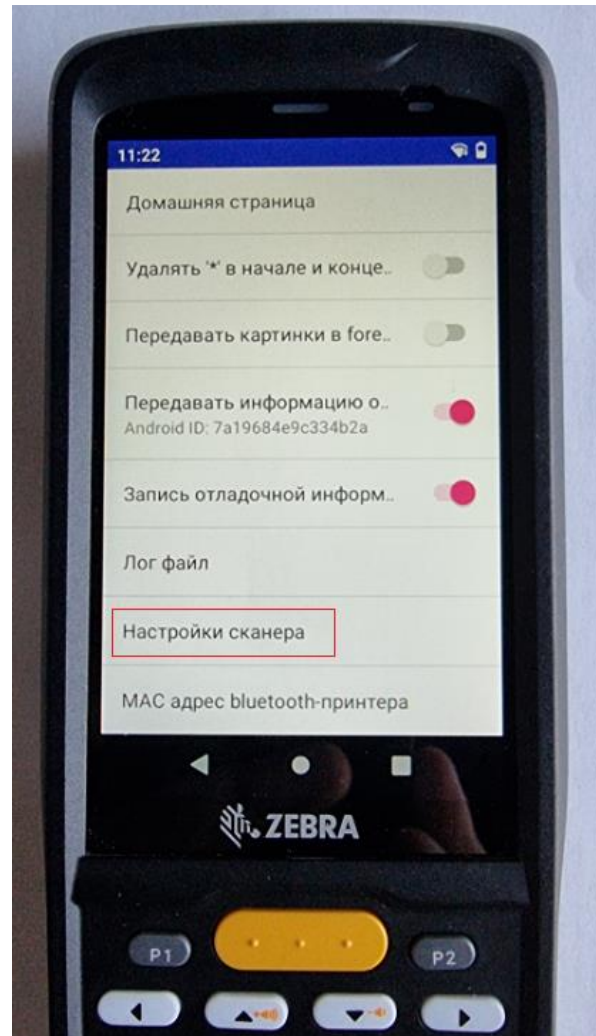 11:22
Домашняя страница
Удалять '*' в начале и конце..
Передавать картинки в fore..
Передавать информацию о..
Android ID: 7a19684e9c334b2a
Запись отладочной информ..
Лог файл
Настройки сканера
MAC адрес bluetooth-принтера
ZEBRA
P1
P2